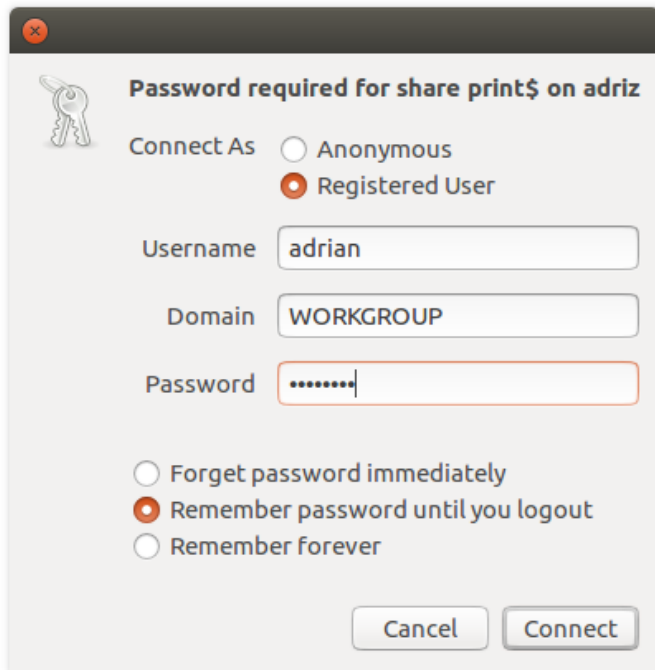 Password required for share print$ on adriz
Connect As
Anonymous
Registered User
Username adrian
Domain WORKGROUP
Password ••••••••
Forget password immediately
Remember password until you logout
Remember forever
Cancel Connect